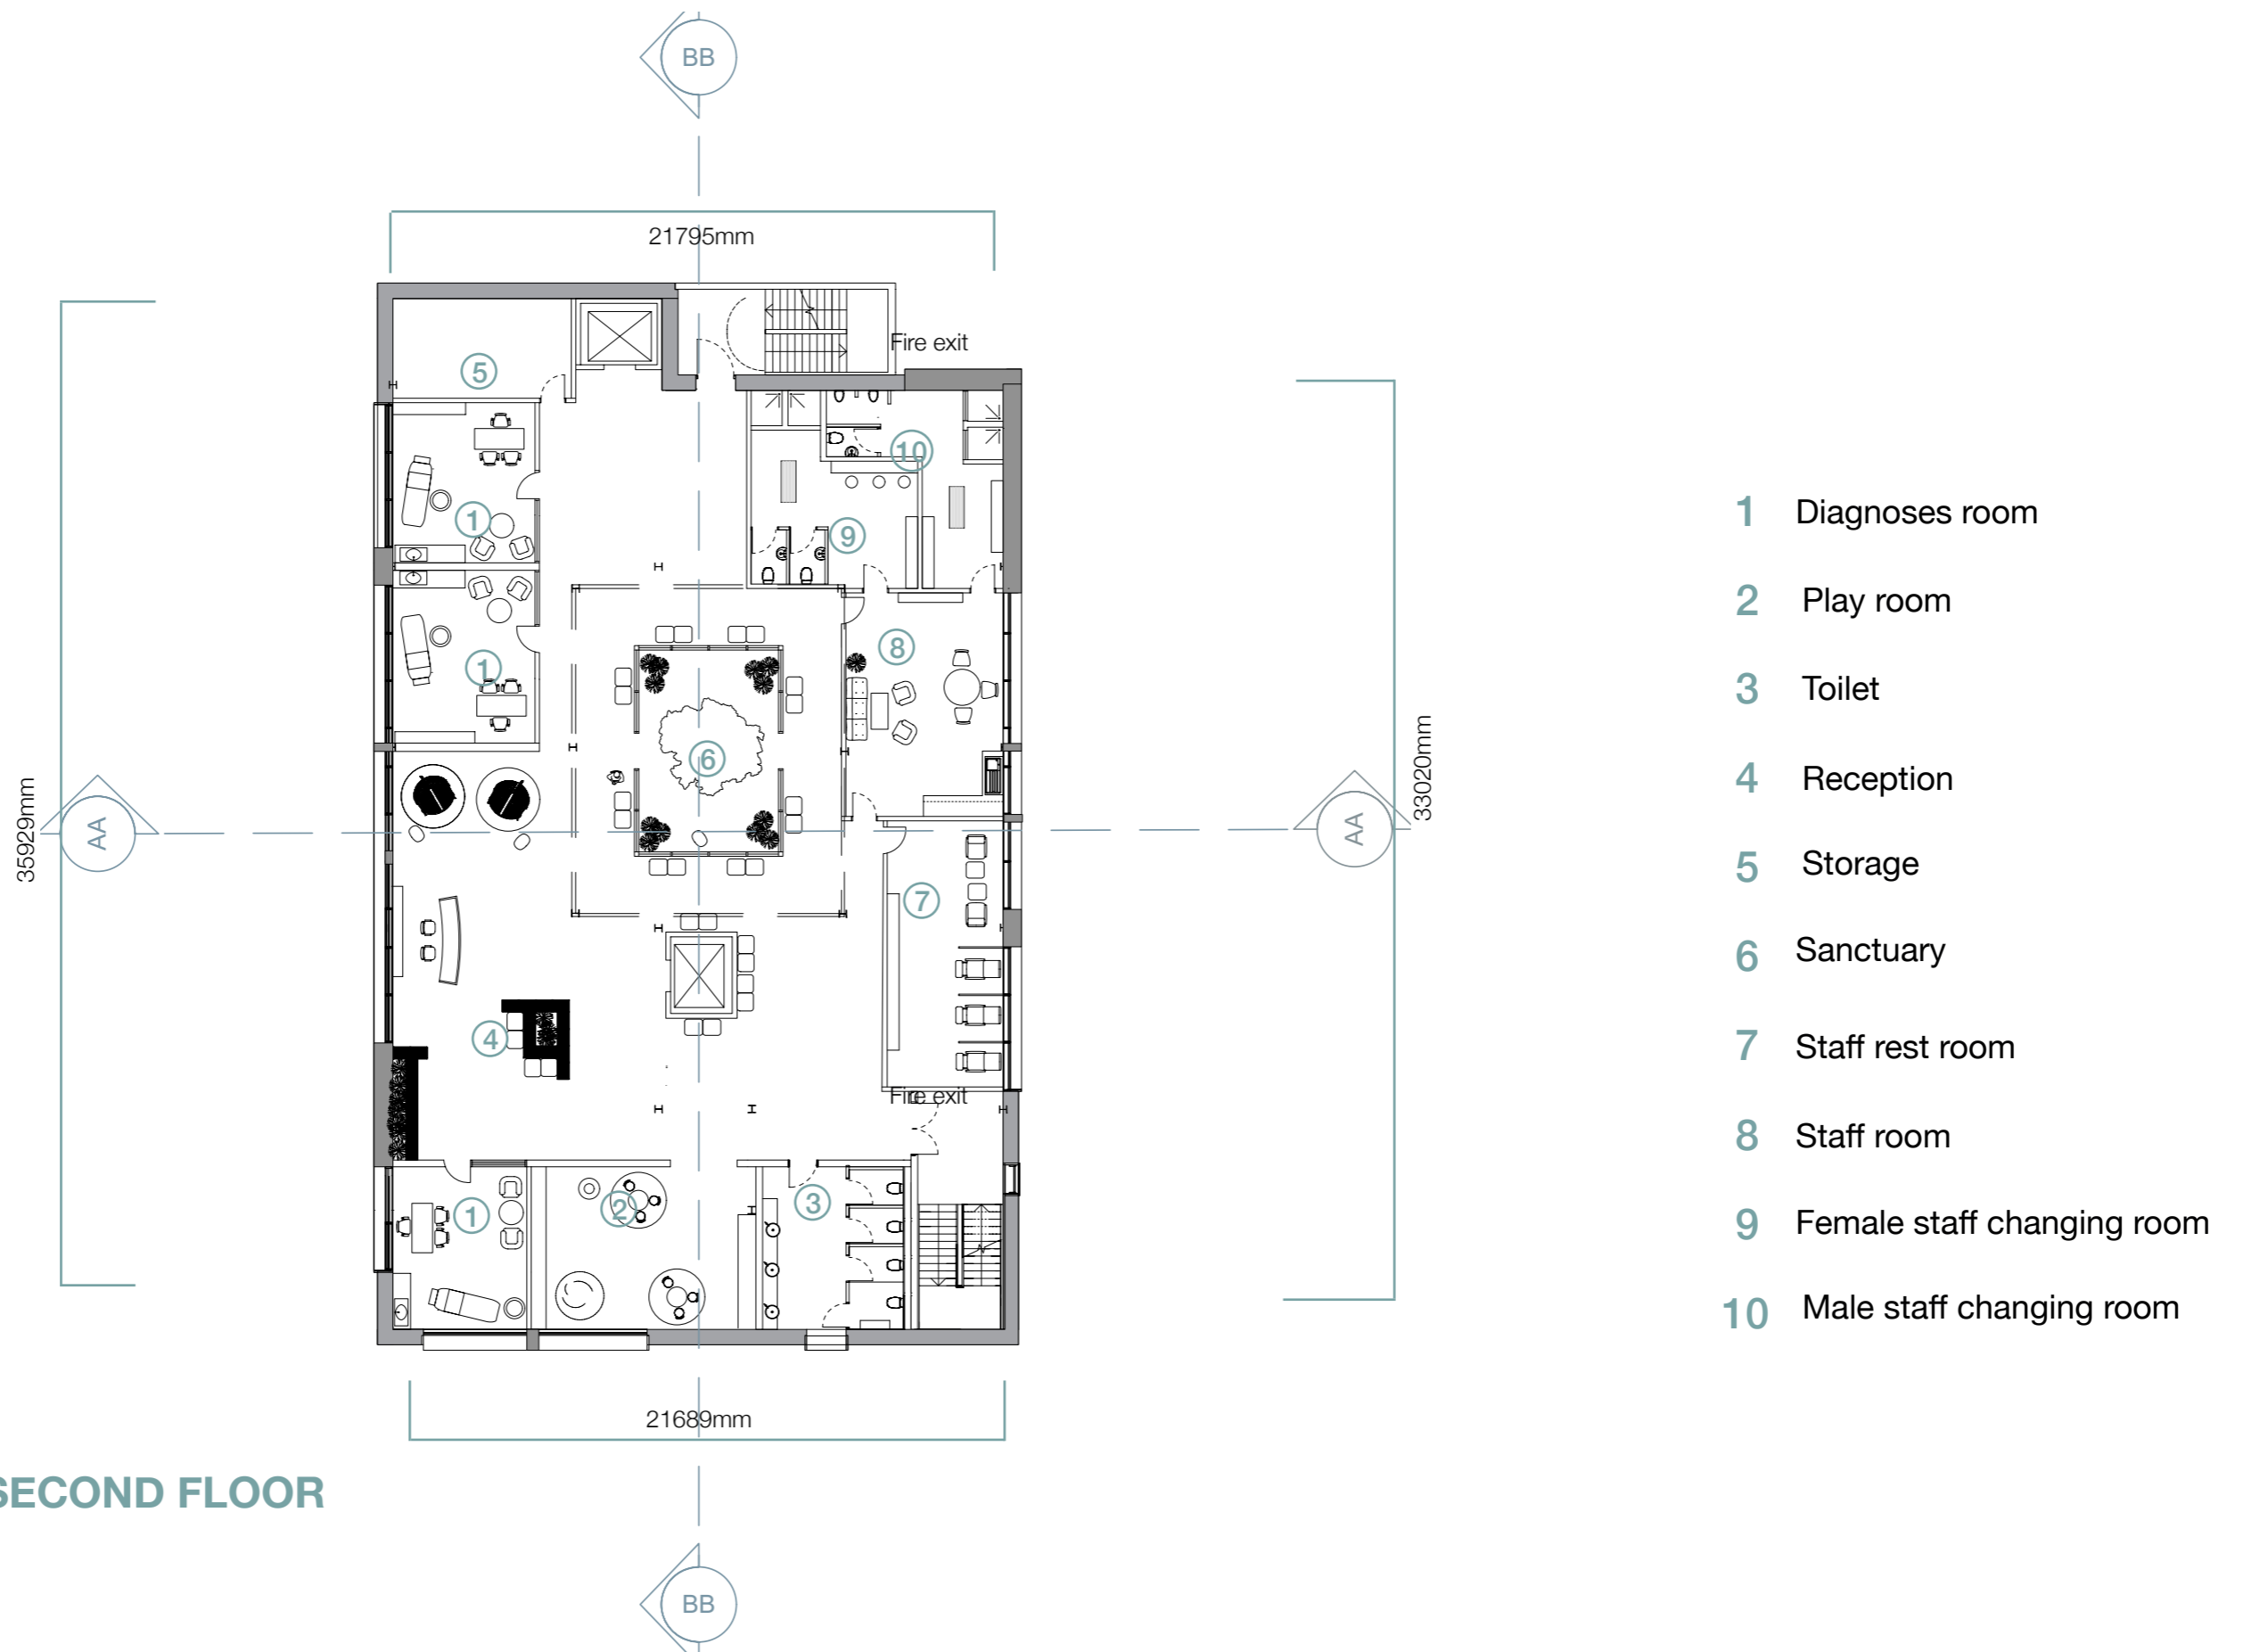 BB
21795mm
Fire exit
5
10
1
9
8
1
6
35929mm
AA
AA
33020mm
7
4
Fire exit
1
2
3
21689mm
SECOND FLOOR
BB
1 Diagnoses room
2 Play room
3 Toilet
4 Reception
5 Storage
6 Sanctuary
7 Staff rest room
8 Staff room
9 Female staff changing room
10 Male staff changing room